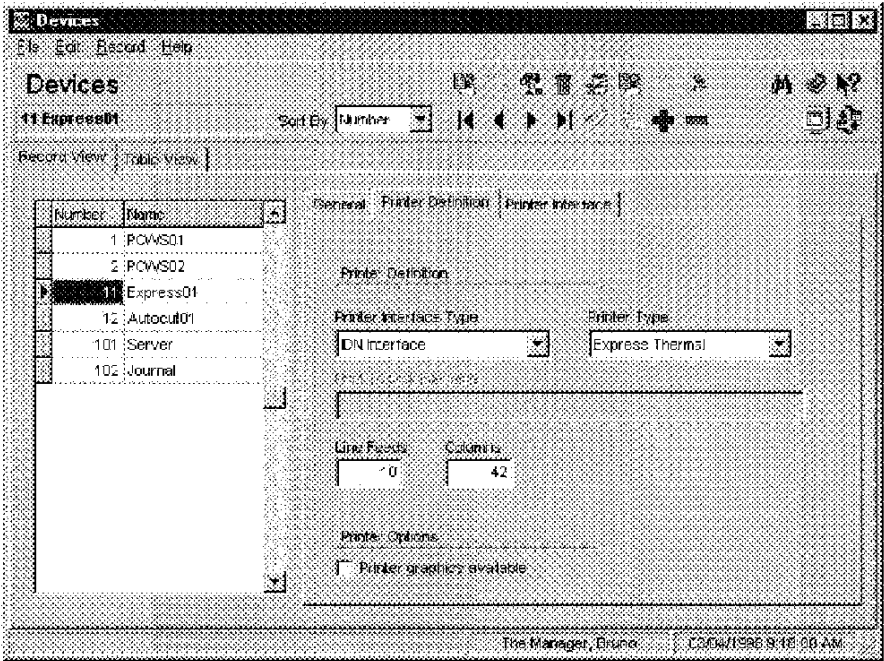 Devices
File Edit Record Help
Devices
11 Express01
Sort By Number
Record View Table View
General Printer Definition Printer Interface
Number Name
1 PCWS01
2 PCWS02
11 Express01
12 Autocut01
101 Server
102 Journal
Printer Definition
Printer Interface Type Printer Type
IDN Interface Express Thermal
Line Feeds Columns
10 42
Printer Options
Printer graphics available
The Manager, Bruno